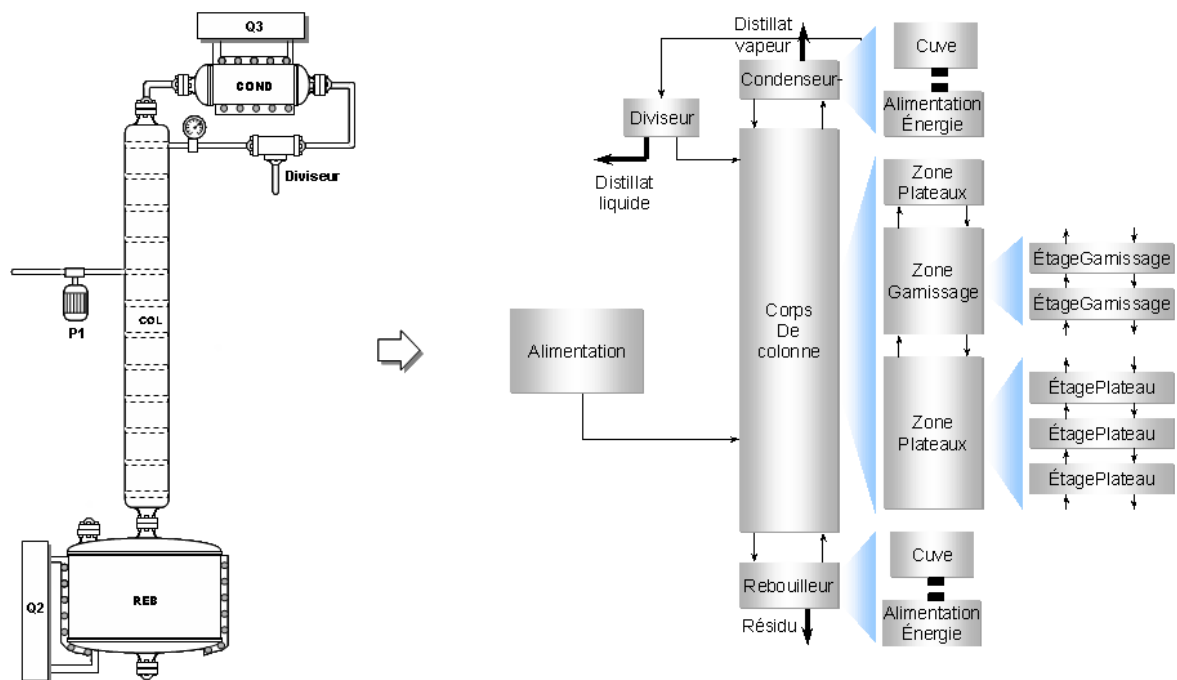 Q3
COND
Diviseur
P1
COL
Q2
REB
Distillat
vapeur
Condenseur-
Cuve
Alimentation
Énergie
Diviseur
Distillat
liquide
Alimentation
Corps
De
colonne
Zone
Plateaux
Zone
Garnissage
Zone
Plateaux
ÉtageGarnissage
ÉtageGarnissage
ÉtagePlateau
ÉtagePlateau
ÉtagePlateau
Rebouilleur
Résidu
Cuve
Alimentation
Énergie